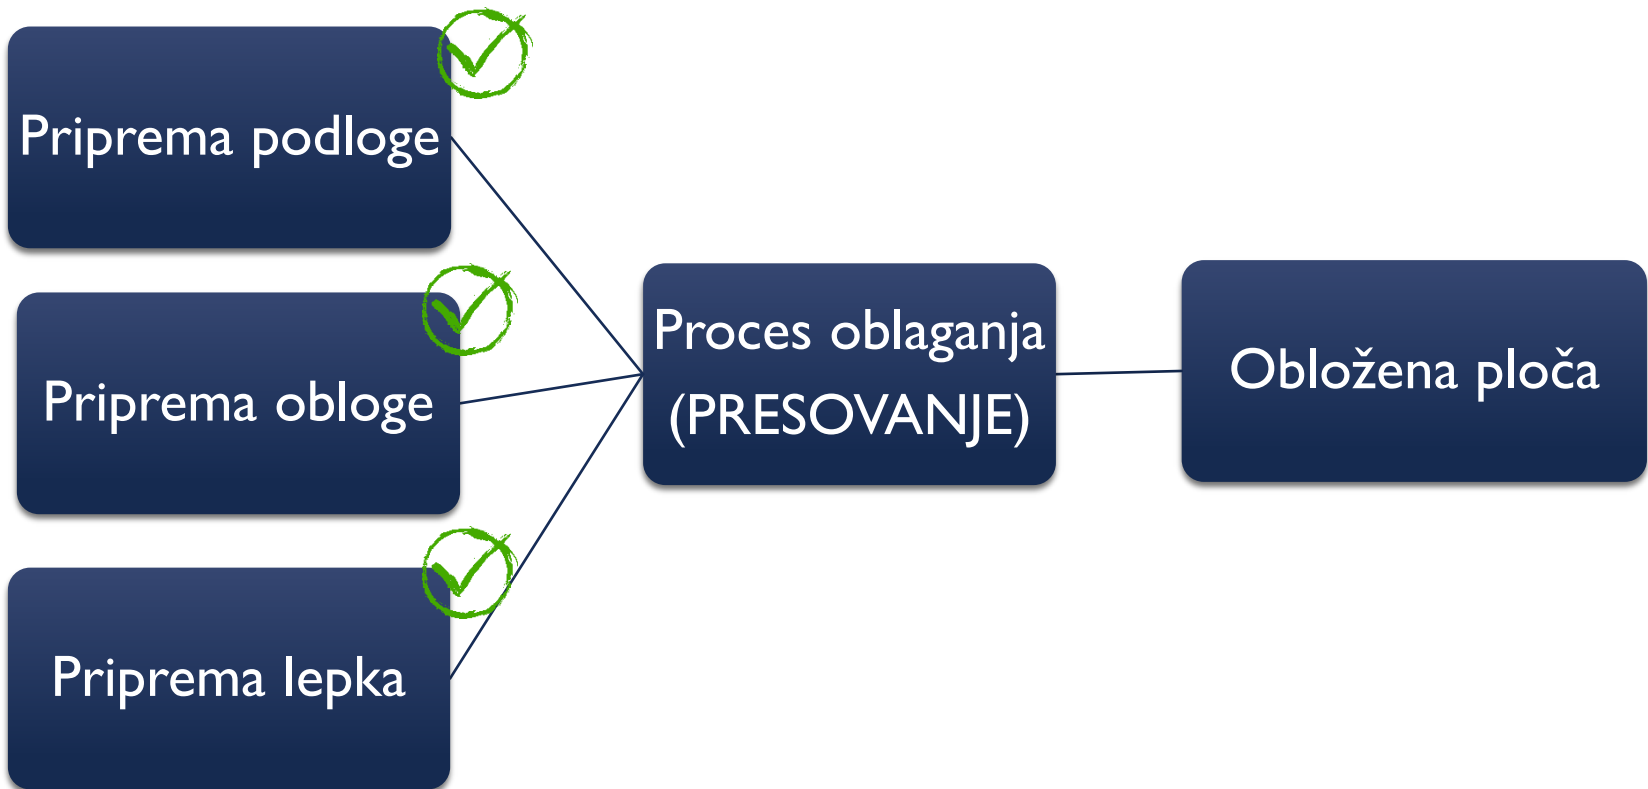 Priprema podloge
Priprema obloge
Priprema lepka
Proces oblaganja
(PRESOVANJE)
Obložena ploča